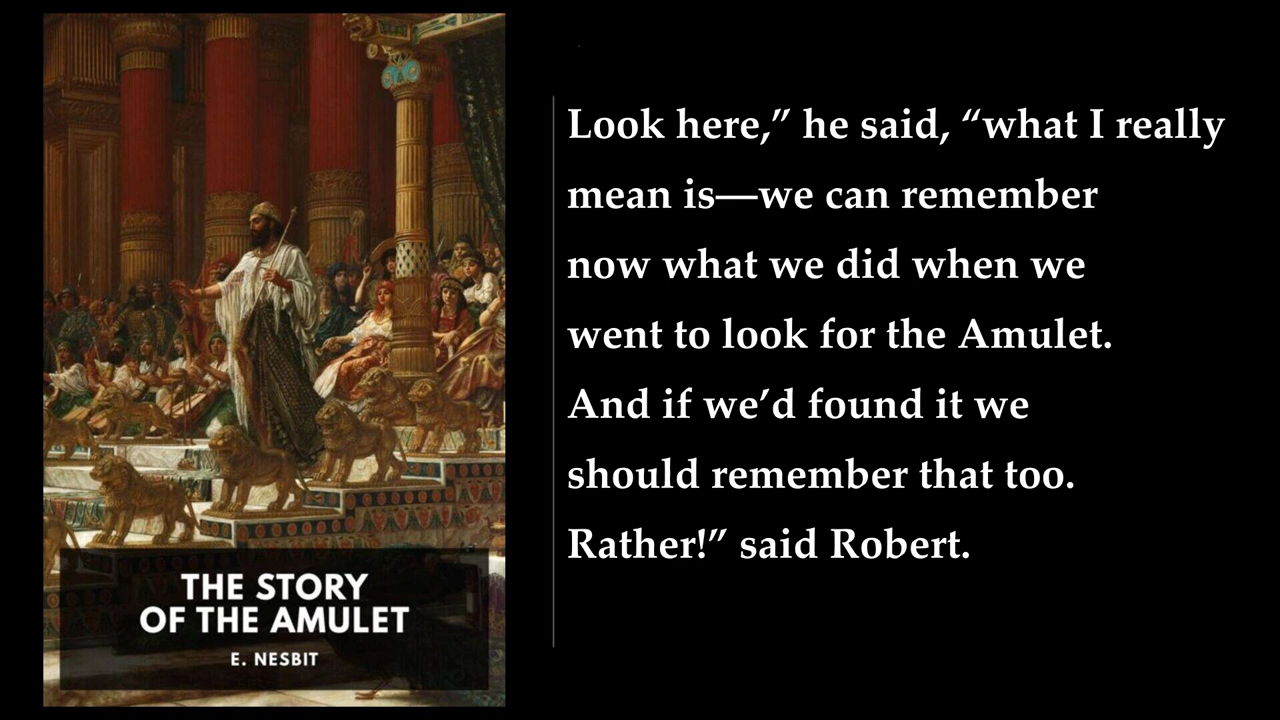 THE STORY
OF THE AMULET
E. NESBIT
Look here,” he said, “what I really
mean is—we can remember
now what we did when we
went to look for the Amulet.
And if we’d found it we
should remember that too.
Rather!” said Robert.